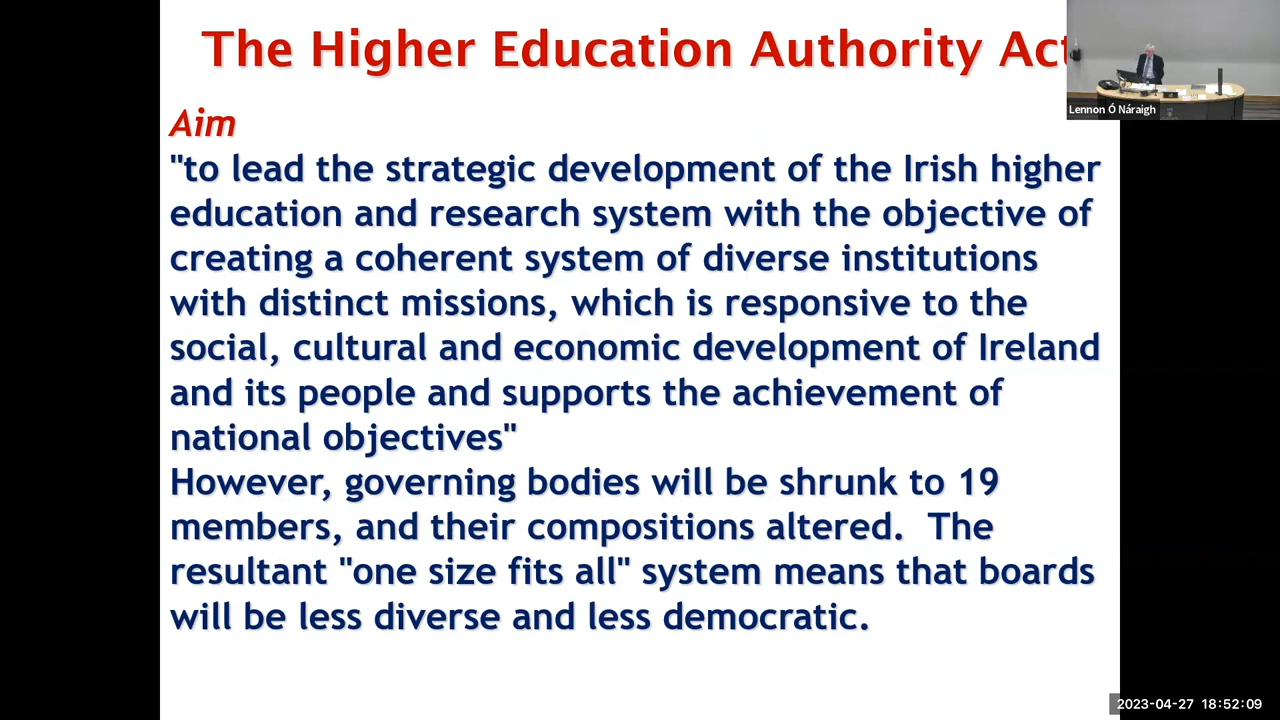 The Higher Education Authority Act
Lennon Ó Náraigh
Aim
"to lead the strategic development of the Irish higher
education and research system with the objective of
creating a coherent system of diverse institutions
with distinct missions, which is responsive to the
social, cultural and economic development of Ireland
and its people and supports the achievement of
national objectives"
However, governing bodies will be shrunk to 19
members, and their compositions altered.  The
resultant "one size fits all" system means that boards
will be less diverse and less democratic.
2023-04-27 18:52:09